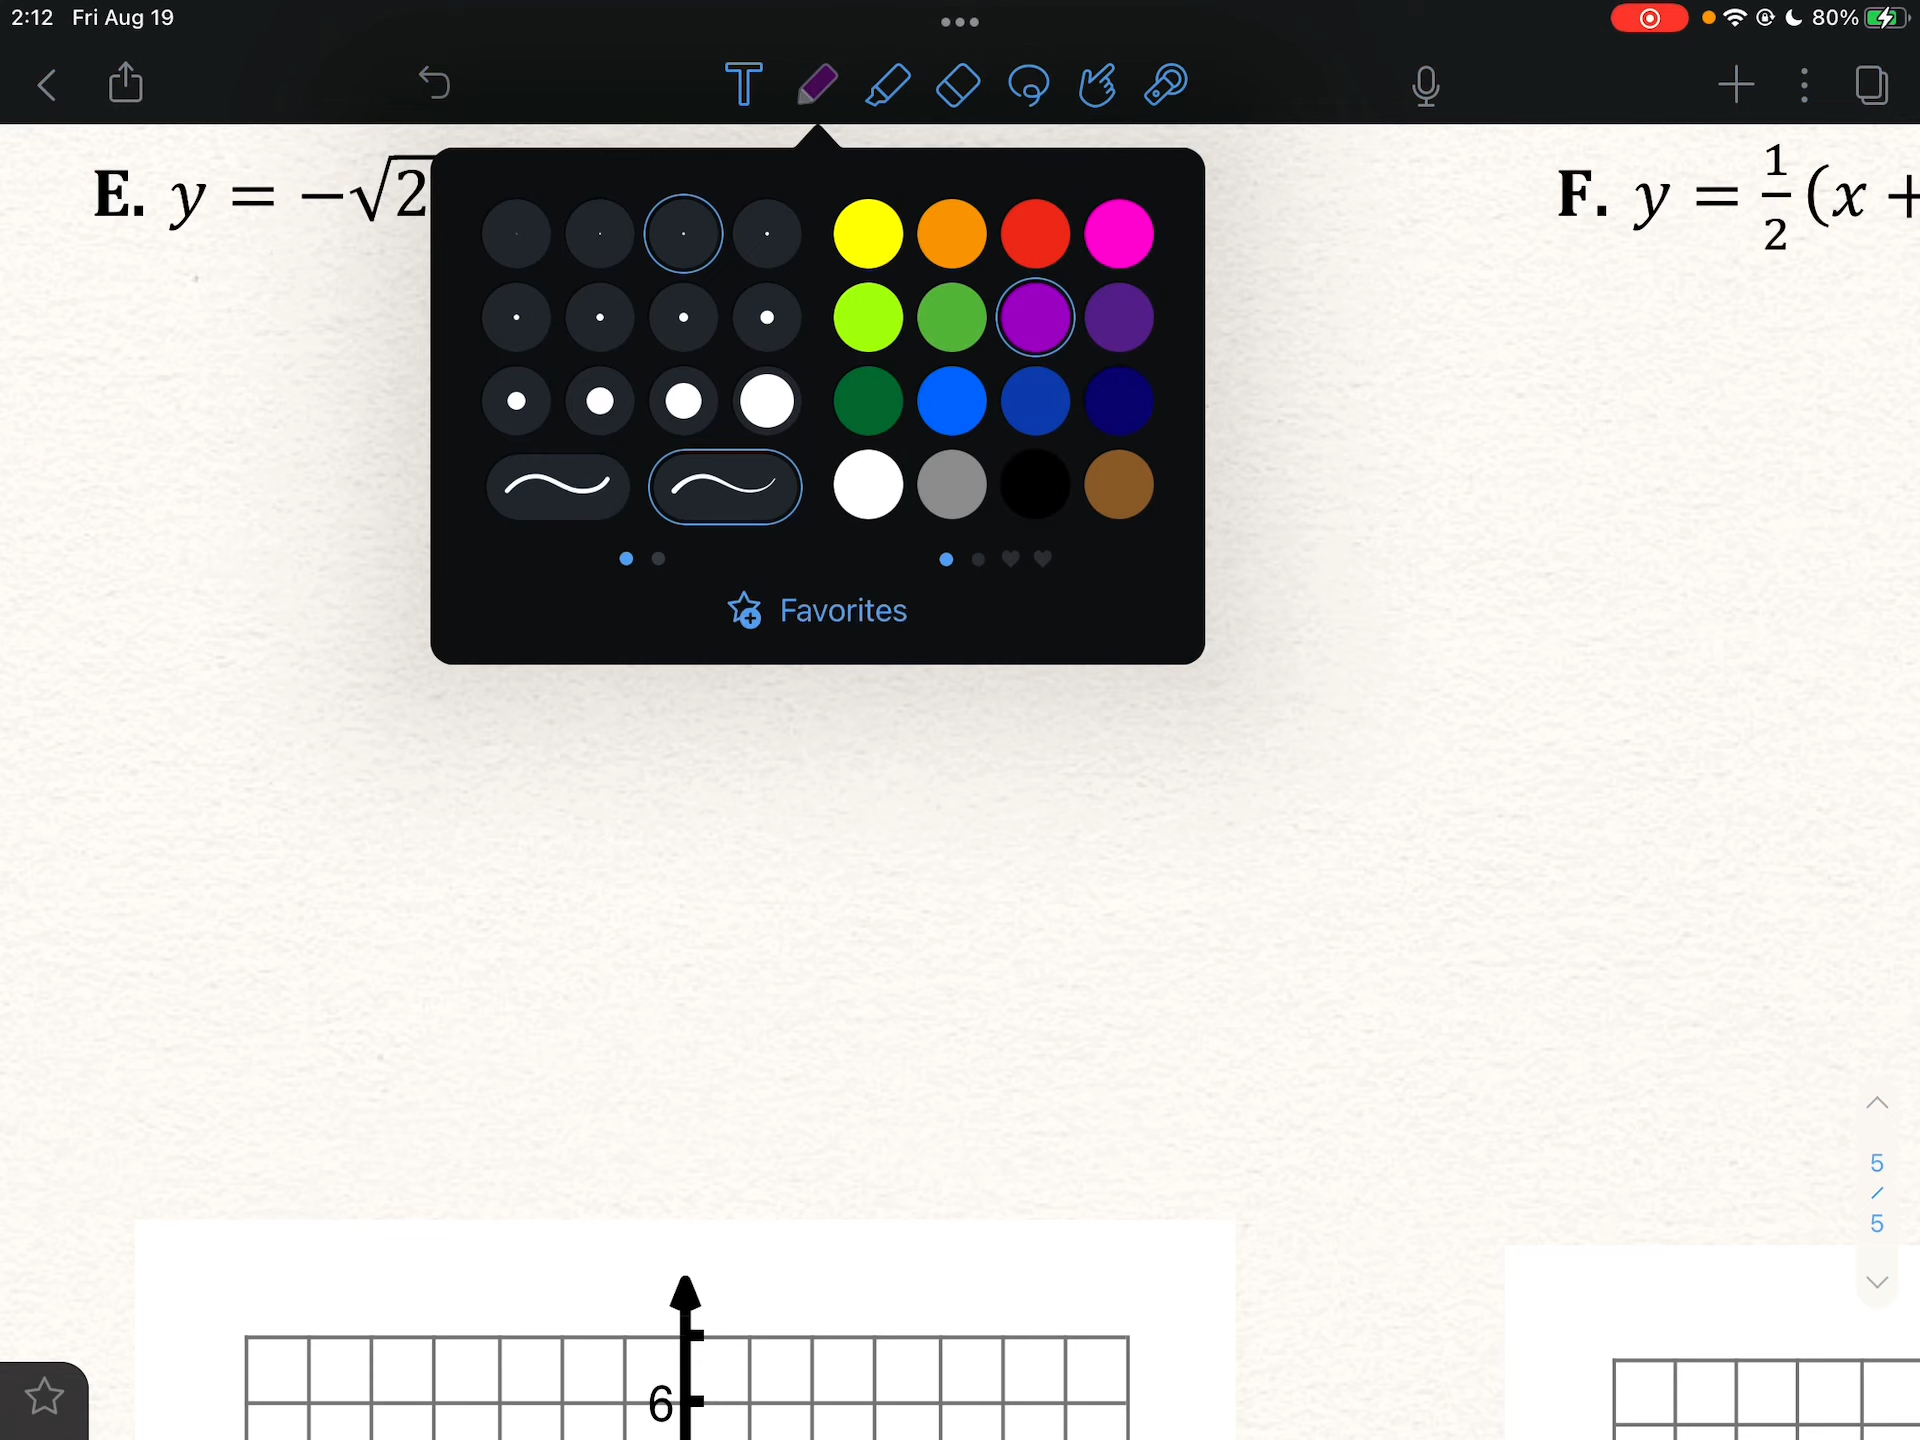 2:12 Fri Aug 19
80%
T
E. y = −√2
F. y = 1/2 (x +
Favorites
5
/
5
6